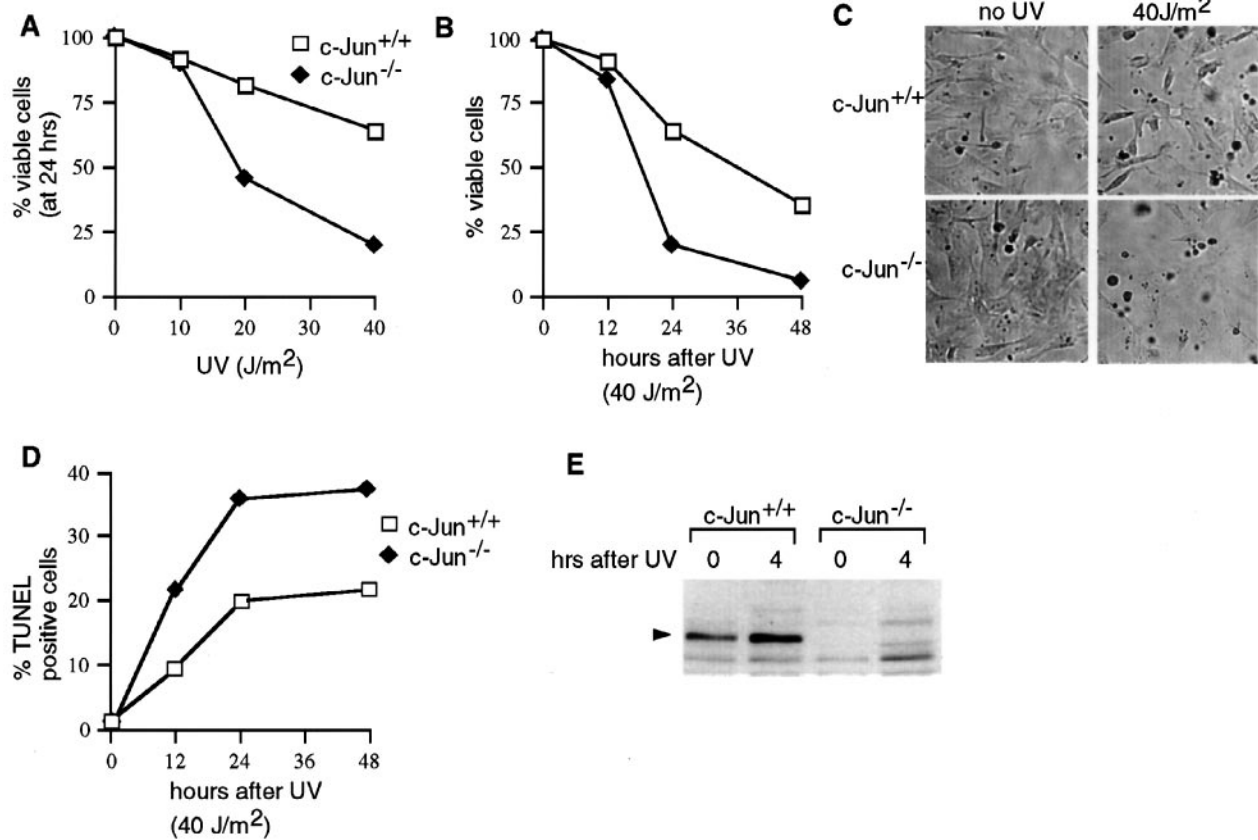 A
100
75
50
25
0
% viable cells
(at 24 hrs)
c-Jun+/+
c-Jun-/-
0 10 20 30 40
UV (J/m2)
B
100
75
50
25
0
% viable cells
0 12 24 36 48
hours after UV
(40 J/m2)
C
no UV 40J/m2
c-Jun+/+
c-Jun-/-
D
40
30
20
10
0
% TUNEL
positive cells
c-Jun+/+
c-Jun-/-
0 12 24 36 48
hours after UV
(40 J/m2)
E
c-Jun+/+ c-Jun-/-
hrs after UV 0 4 0 4